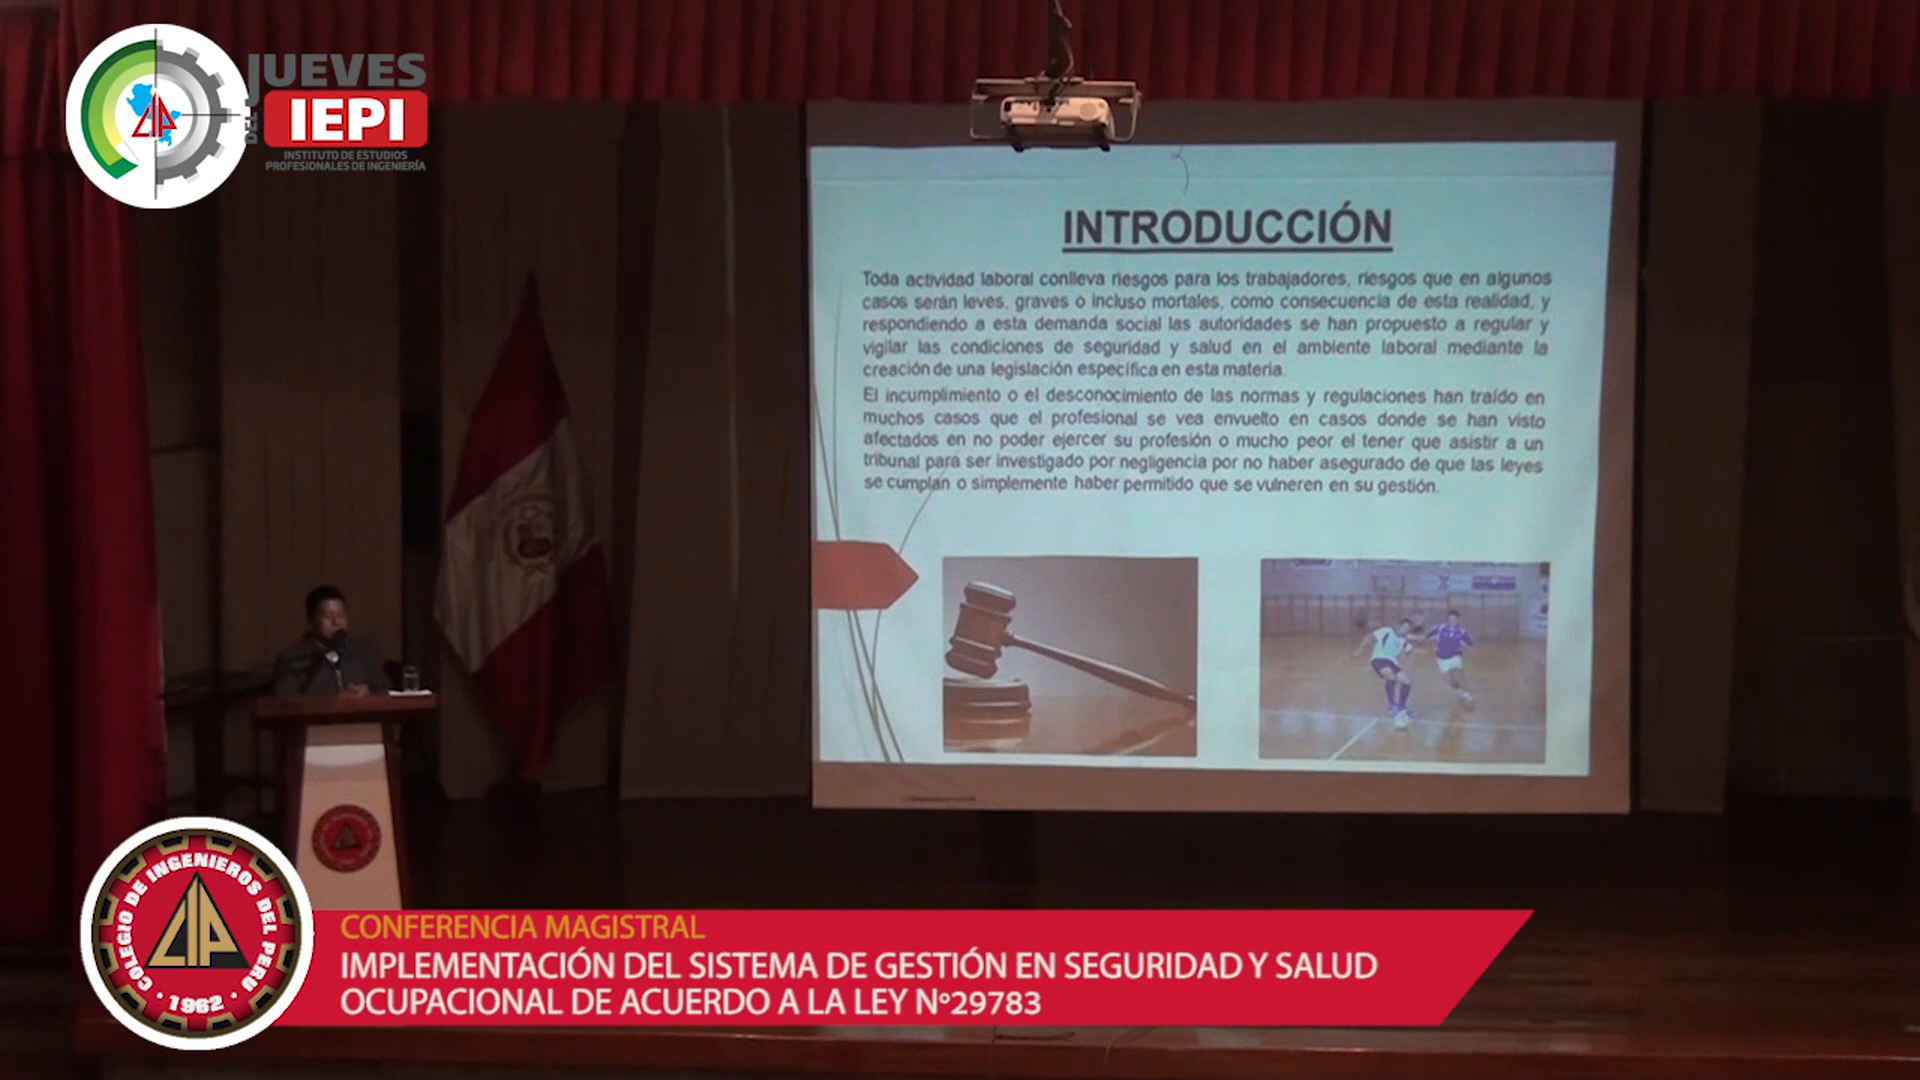 JUEVES
DEL
IEPI
INSTITUTO DE ESTUDIOS
PROFESIONALES DE INGENIERÍA
INTRODUCCIÓN
Toda actividad laboral conlleva riesgos para los trabajadores, riesgos que en algunos
casos serán leves, graves o incluso mortales, como consecuencia de esta realidad, y
respondiendo a esta demanda social las autoridades se han propuesto a regular y
vigilar las condiciones de seguridad y salud en el ambiente laboral mediante la
creación de una legislación específica en esta materia.
El incumplimiento o el desconocimiento de las normas y regulaciones han traído en
muchos casos que el profesional se vea envuelto en casos donde se han visto
afectados en no poder ejercer su profesión o mucho peor el tener que asistir a un
tribunal para ser investigado por negligencia por no haber asegurado de que las leyes
se cumplan o simplemente haber permitido que se vulneren en su gestión.
COLEGIO DE INGENIEROS DEL PERU
CIP
· 1962 ·
CONFERENCIA MAGISTRAL
IMPLEMENTACIÓN DEL SISTEMA DE GESTIÓN EN SEGURIDAD Y SALUD
OCUPACIONAL DE ACUERDO A LA LEY N°29783